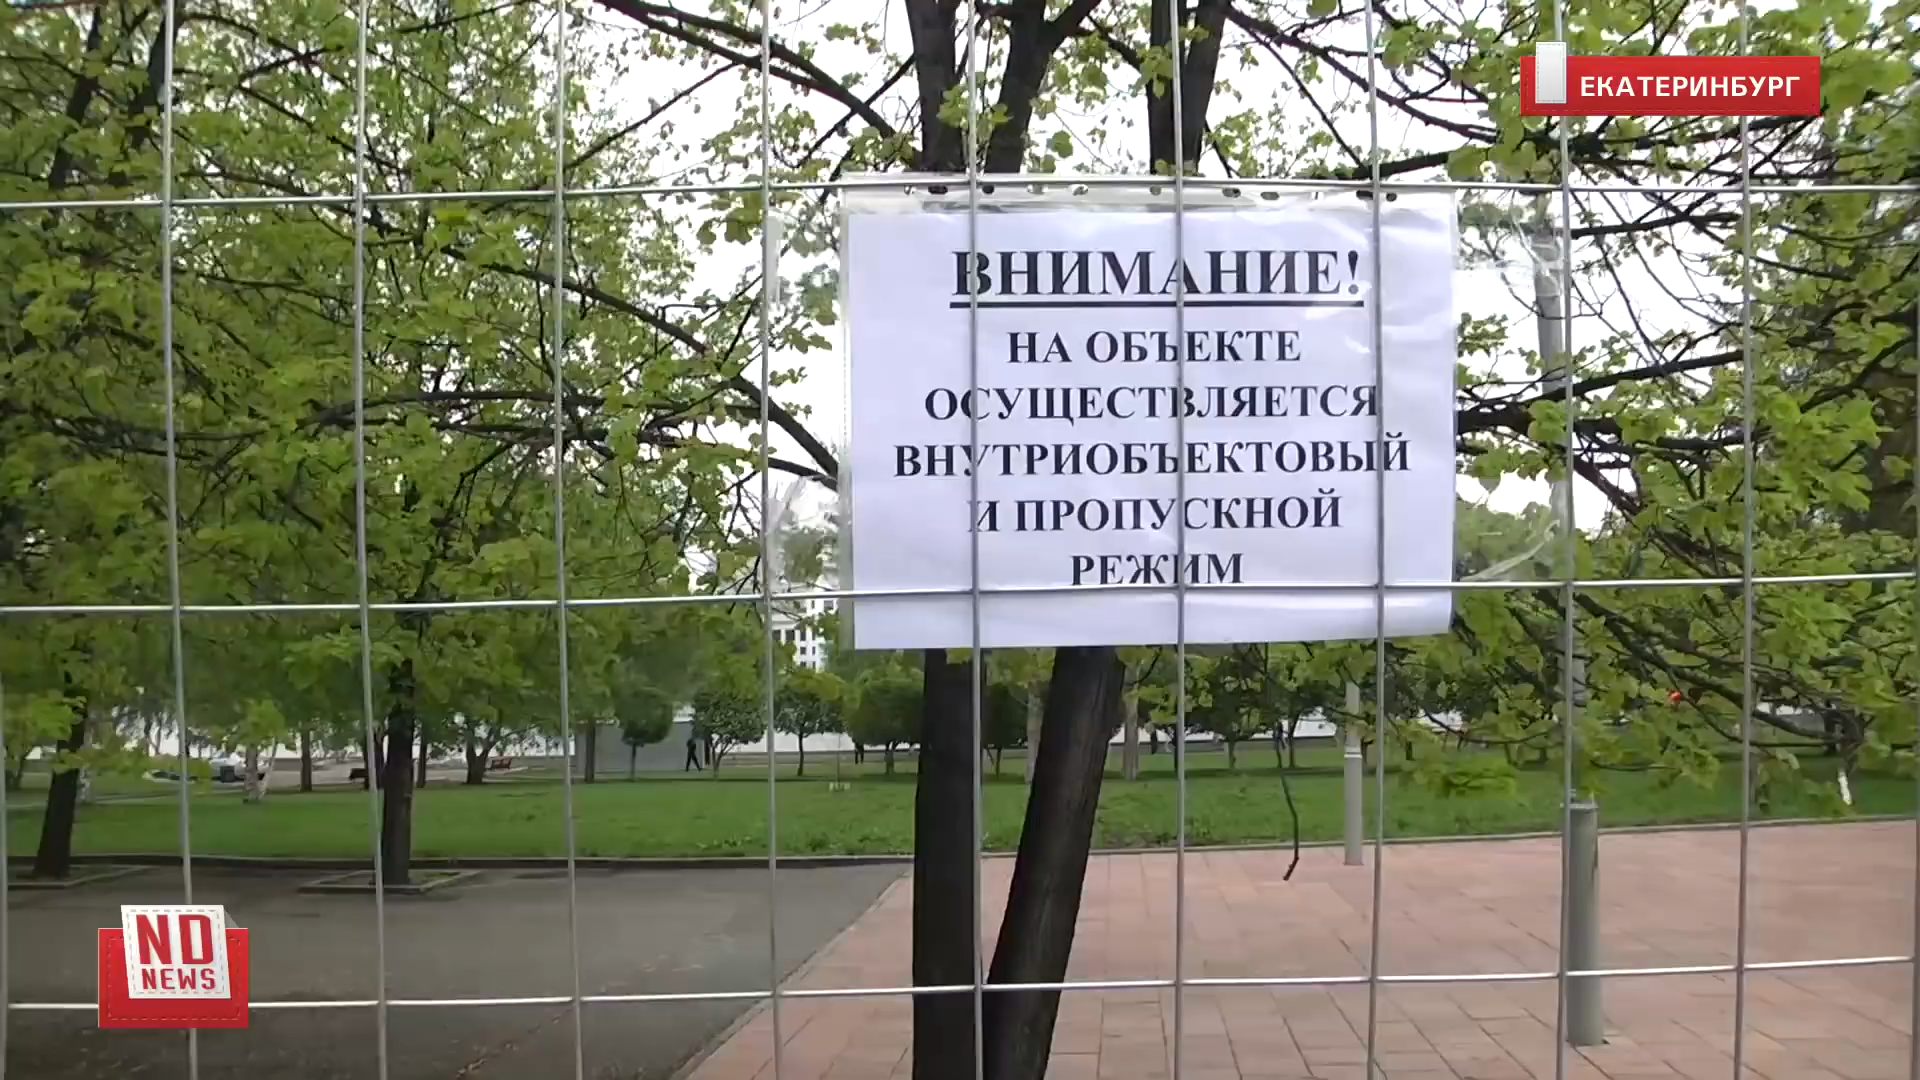 ЕКАТЕРИНБУРГ
ВНИМАНИЕ!
НА ОБЪЕКТЕ
ОСУЩЕСТВЛЯЕТСЯ
ВНУТРИОБЪЕКТОВЫЙ
И ПРОПУСКНОЙ
РЕЖИМ
ND
NEWS